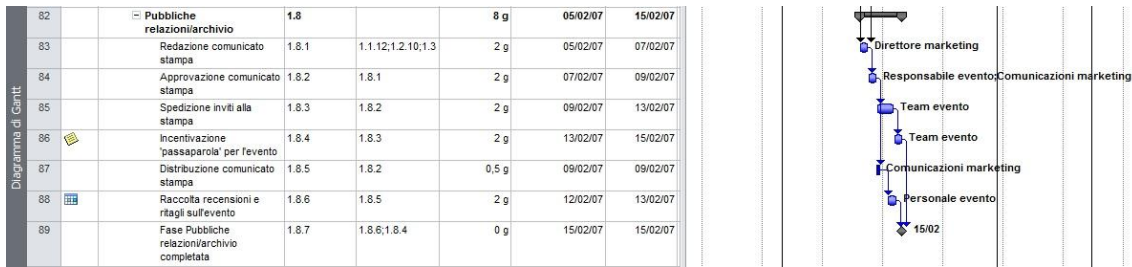 Diagramma di Gantt
82 Pubbliche 1.8 8 g 05/02/07 15/02/07
relazioni/archivio
83 Redazione comunicato 1.8.1 1.1.12;1.2.10;1.3 2 g 05/02/07 07/02/07 Direttore marketing
stampa
84 Approvazione comunicato 1.8.2 1.8.1 2 g 07/02/07 09/02/07 Responsabile evento;Comunicazioni marketing
stampa
85 Spedizione inviti alla 1.8.3 1.8.2 2 g 09/02/07 13/02/07 Team evento
stampa
86 Incentivazione 1.8.4 1.8.3 2 g 13/02/07 15/02/07 Team evento
'passaparola' per l'evento
87 Distribuzione comunicato 1.8.5 1.8.2 0,5 g 09/02/07 09/02/07 Comunicazioni marketing
stampa
88 Raccolta recensioni e 1.8.6 1.8.5 2 g 12/02/07 13/02/07 Personale evento
ritagli sull'evento
89 Fase Pubbliche 1.8.7 1.8.6;1.8.4 0 g 15/02/07 15/02/07 15/02
relazioni/archivio
completata